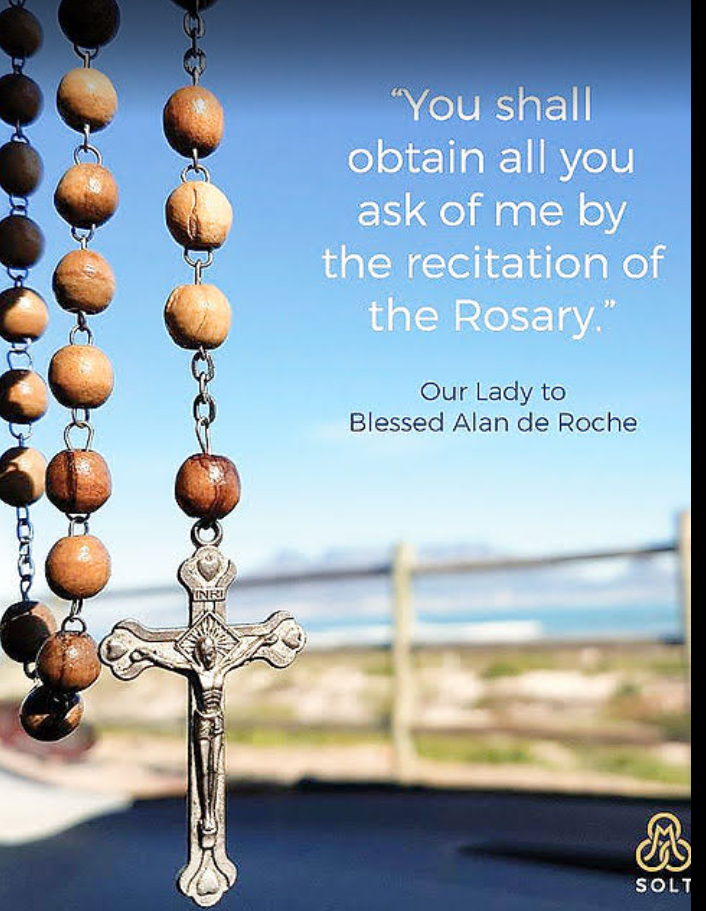 “You shall
obtain all you
ask of me by
the recitation of
the Rosary.”
Our Lady to
Blessed Alan de Roche
INRI
SOLT